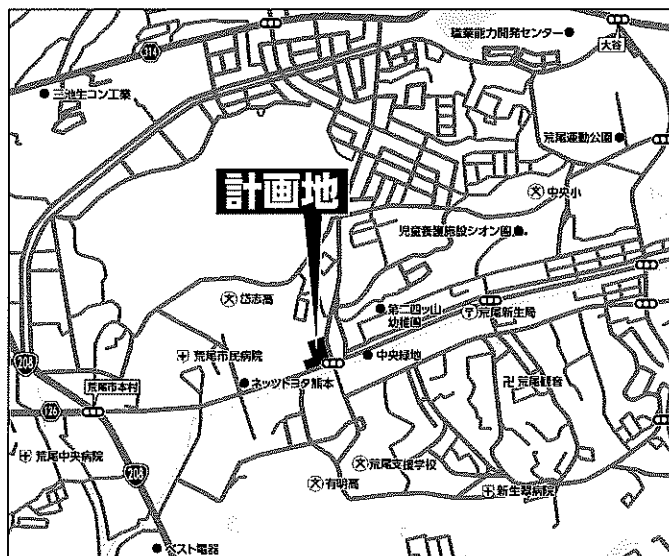 職業能力開発センター
大谷
314
三池生コン工業
荒尾運動公園
計画地
中央小
児童養護施設シオン園
岱志高
第二四ッ山
幼稚園
荒尾新生局
208
荒尾市民病院
中央緑地
荒尾市本村
ネッツトヨタ熊本
荒尾観音
126
荒尾中央病院
荒尾支援学校
208
有明高
新生翠病院
ベスト電器